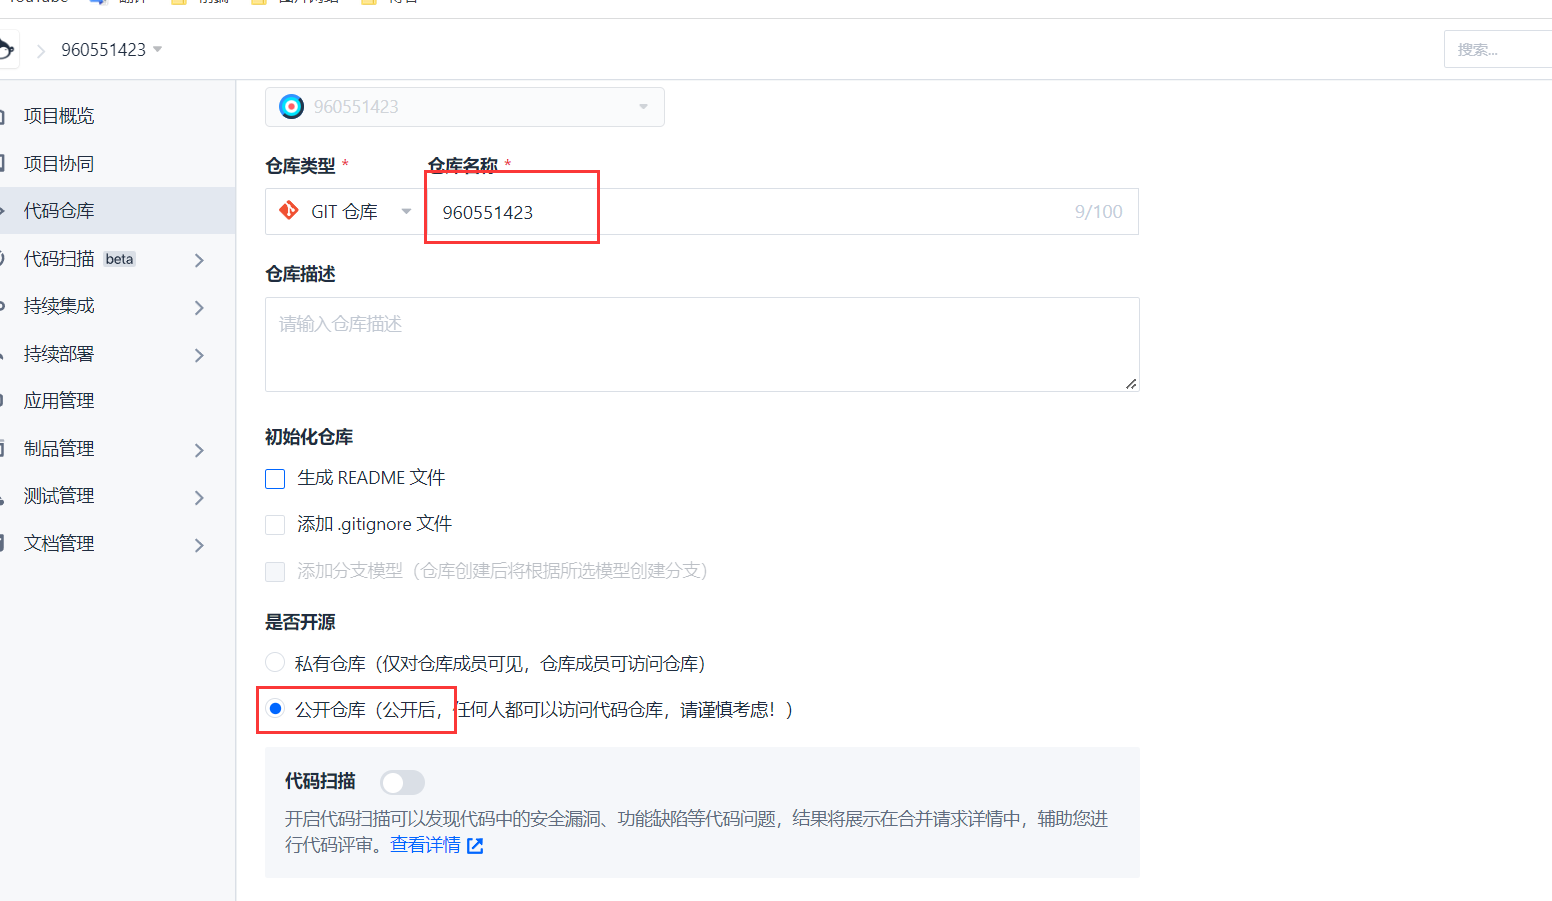 960551423
搜索...
项目概览
项目协同
代码仓库
代码扫描 beta
持续集成
持续部署
应用管理
制品管理
测试管理
文档管理
960551423
仓库类型 * 仓库名称 *
GIT 仓库 960551423 9/100
仓库描述
请输入仓库描述
初始化仓库
生成 README 文件
添加 .gitignore 文件
添加分支模型（仓库创建后将根据所选模型创建分支）
是否开源
私有仓库（仅对仓库成员可见，仓库成员可访问仓库）
公开仓库（公开后，任何人都可以访问代码仓库，请谨慎考虑！）
代码扫描
开启代码扫描可以发现代码中的安全漏洞、功能缺陷等代码问题，结果将展示在合并请求详情中，辅助您进
行代码评审。查看详情